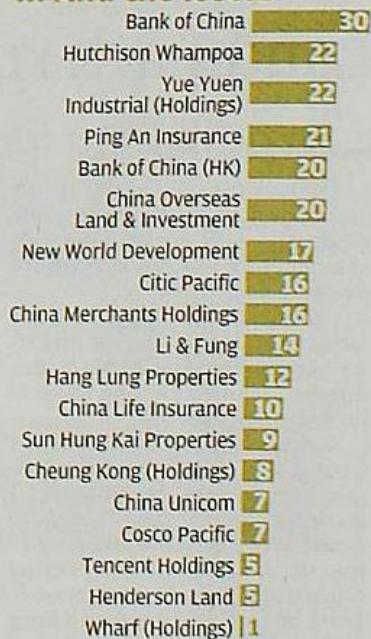 Bank of China 30
Hutchison Whampoa 22
Yue Yuen
Industrial (Holdings) 22
Ping An Insurance 21
Bank of China (HK) 20
China Overseas
Land & Investment 20
New World Development 17
Citic Pacific 16
China Merchants Holdings 16
Li & Fung 14
Hang Lung Properties 12
China Life Insurance 10
Sun Hung Kai Properties 9
Cheung Kong (Holdings) 8
China Unicom 7
Cosco Pacific 7
Tencent Holdings 5
Henderson Land 5
Wharf (Holdings) 1